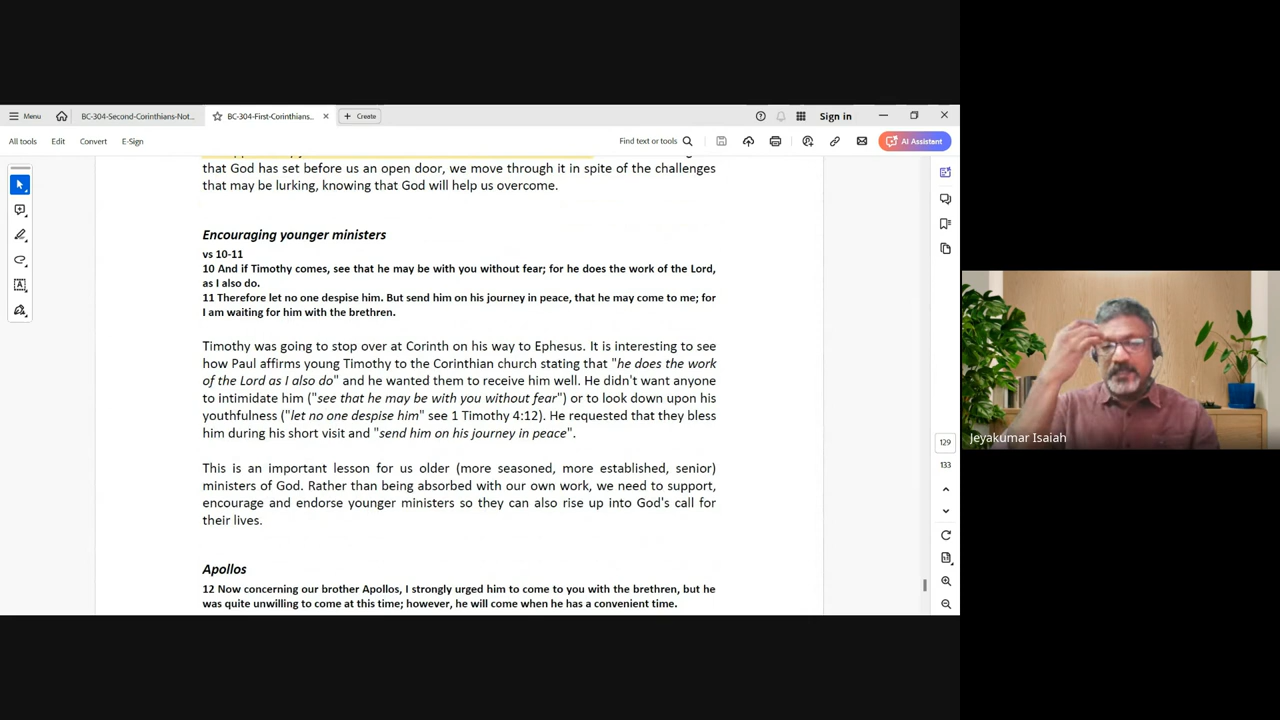 Menu
BC-304-Second-Corinthians-Not...
BC-304-First-Corinthians...
Create
Sign in
All tools
Edit
Convert
E-Sign
Find text or tools
AI Assistant
that God has set before us an open door, we move through it in spite of the challenges
that may be lurking, knowing that God will help us overcome.
Encouraging younger ministers
vs 10-11
10 And if Timothy comes, see that he may be with you without fear; for he does the work of the Lord,
as I also do.
11 Therefore let no one despise him. But send him on his journey in peace, that he may come to me; for
I am waiting for him with the brethren.
Timothy was going to stop over at Corinth on his way to Ephesus. It is interesting to see
how Paul affirms young Timothy to the Corinthian church stating that "he does the work
of the Lord as I also do" and he wanted them to receive him well. He didn't want anyone
to intimidate him ("see that he may be with you without fear") or to look down upon his
youthfulness ("let no one despise him" see 1 Timothy 4:12). He requested that they bless
him during his short visit and "send him on his journey in peace".
This is an important lesson for us older (more seasoned, more established, senior)
ministers of God. Rather than being absorbed with our own work, we need to support,
encourage and endorse younger ministers so they can also rise up into God's call for
their lives.
Apollos
12 Now concerning our brother Apollos, I strongly urged him to come to you with the brethren, but he
was quite unwilling to come at this time; however, he will come when he has a convenient time.
129
133
Jeyakumar Isaiah